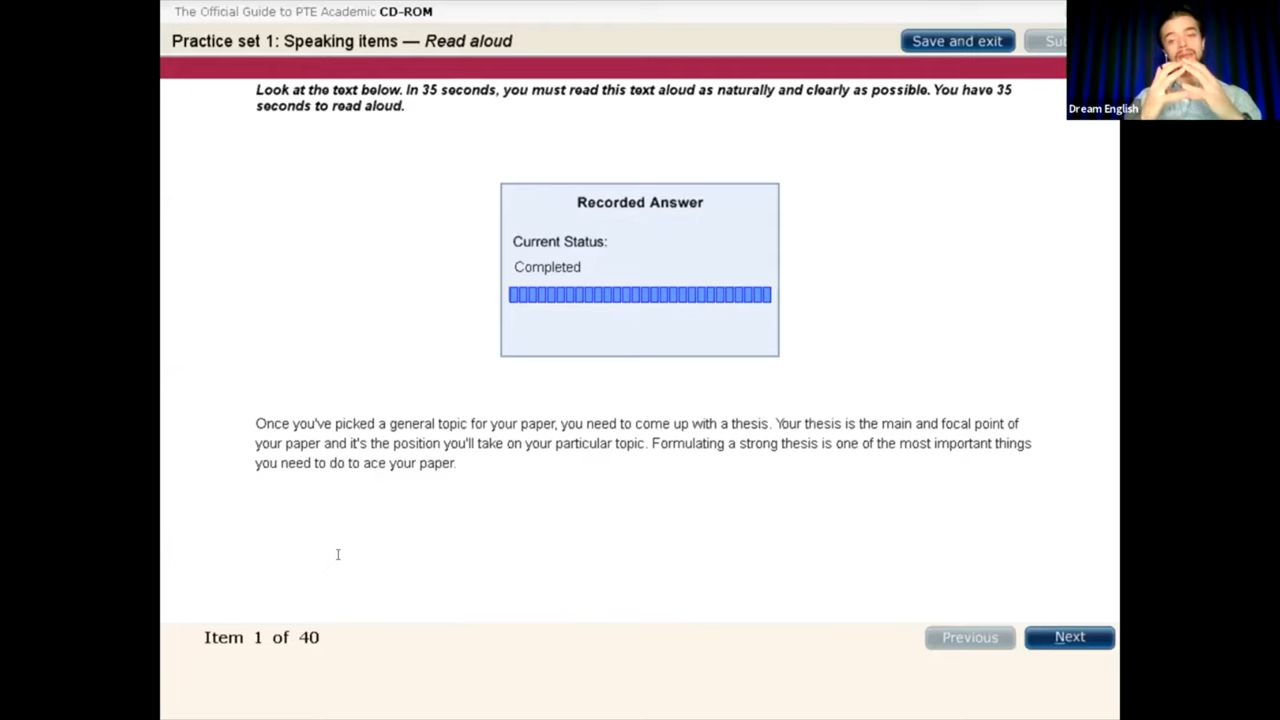 The Official Guide to PTE Academic CD-ROM
Practice set 1: Speaking items — Read aloud
Save and exit
Dream English
Look at the text below. In 35 seconds, you must read this text aloud as naturally and clearly as possible. You have 35
seconds to read aloud.
Recorded Answer
Current Status:
Completed
Once you've picked a general topic for your paper, you need to come up with a thesis. Your thesis is the main and focal point of
your paper and it's the position you'll take on your particular topic. Formulating a strong thesis is one of the most important things
you need to do to ace your paper.
Item 1 of 40
Previous
Next